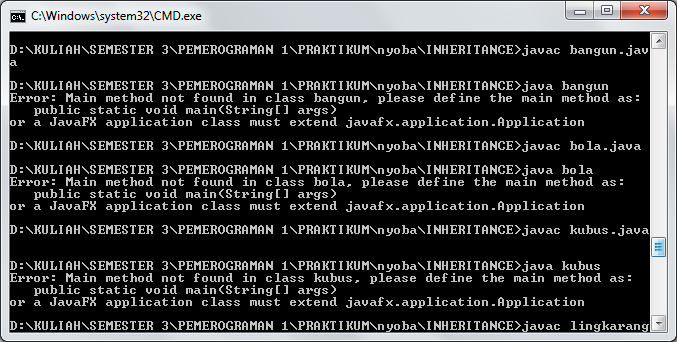 C:\Windows\system32\CMD.exe
D:\KULIAH\SEMESTER 3\PEMEROGRAMAN 1\PRAKTIKUM\nyoba\INHERITANCE>javac bangun.jav
a
D:\KULIAH\SEMESTER 3\PEMEROGRAMAN 1\PRAKTIKUM\nyoba\INHERITANCE>java bangun
Error: Main method not found in class bangun, please define the main method as:
   public static void main(String[] args)
or a JavaFX application class must extend javafx.application.Application
D:\KULIAH\SEMESTER 3\PEMEROGRAMAN 1\PRAKTIKUM\nyoba\INHERITANCE>javac bola.java
D:\KULIAH\SEMESTER 3\PEMEROGRAMAN 1\PRAKTIKUM\nyoba\INHERITANCE>java bola
Error: Main method not found in class bola, please define the main method as:
   public static void main(String[] args)
or a JavaFX application class must extend javafx.application.Application
D:\KULIAH\SEMESTER 3\PEMEROGRAMAN 1\PRAKTIKUM\nyoba\INHERITANCE>javac kubus.java
D:\KULIAH\SEMESTER 3\PEMEROGRAMAN 1\PRAKTIKUM\nyoba\INHERITANCE>java kubus
Error: Main method not found in class kubus, please define the main method as:
   public static void main(String[] args)
or a JavaFX application class must extend javafx.application.Application
D:\KULIAH\SEMESTER 3\PEMEROGRAMAN 1\PRAKTIKUM\nyoba\INHERITANCE>javac lingkarang